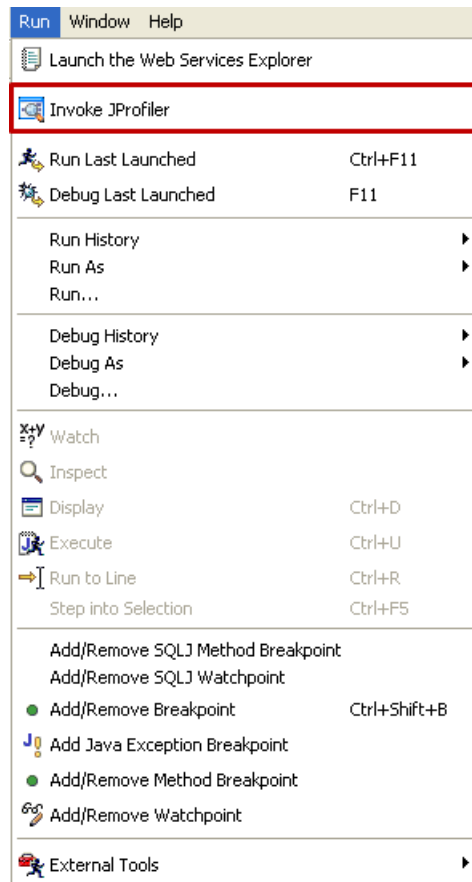 Run Window Help
Launch the Web Services Explorer
Invoke JProfiler
Run Last Launched Ctrl+F11
Debug Last Launched F11
Run History
Run As
Run...
Debug History
Debug As
Debug...
x+y
=?
Watch
Inspect
Display Ctrl+D
Execute Ctrl+U
Run to Line Ctrl+R
Step into Selection Ctrl+F5
Add/Remove SQLJ Method Breakpoint
Add/Remove SQLJ Watchpoint
Add/Remove Breakpoint Ctrl+Shift+B
Add Java Exception Breakpoint
Add/Remove Method Breakpoint
Add/Remove Watchpoint
External Tools